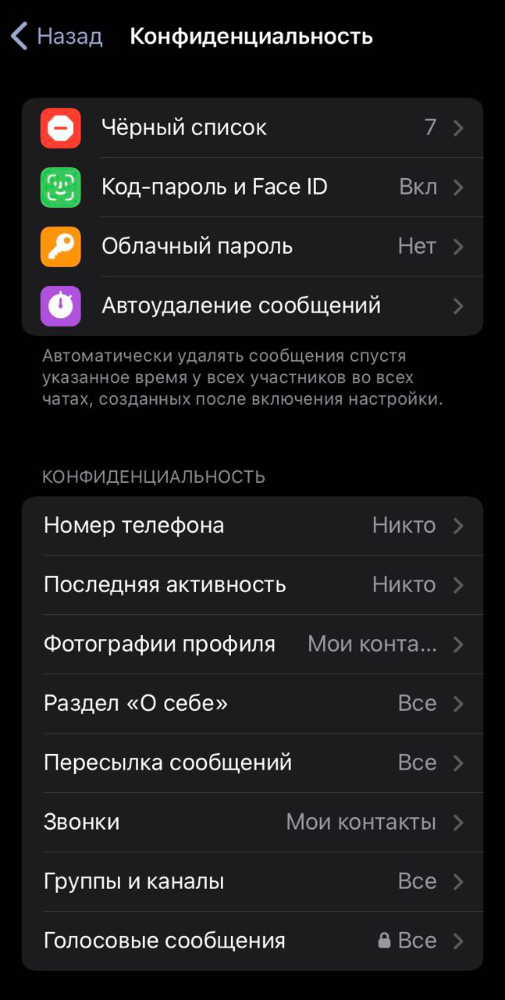 Назад
Конфиденциальность
Чёрный список 7
Код-пароль и Face ID Вкл
Облачный пароль Нет
Автоудаление сообщений
Автоматически удалять сообщения спустя
указанное время у всех участников во всех
чатах, созданных после включения настройки.
КОНФИДЕНЦИАЛЬНОСТЬ
Номер телефона Никто
Последняя активность Никто
Фотографии профиля Мои конта...
Раздел «О себе» Все
Пересылка сообщений Все
Звонки Мои контакты
Группы и каналы Все
Голосовые сообщения Все